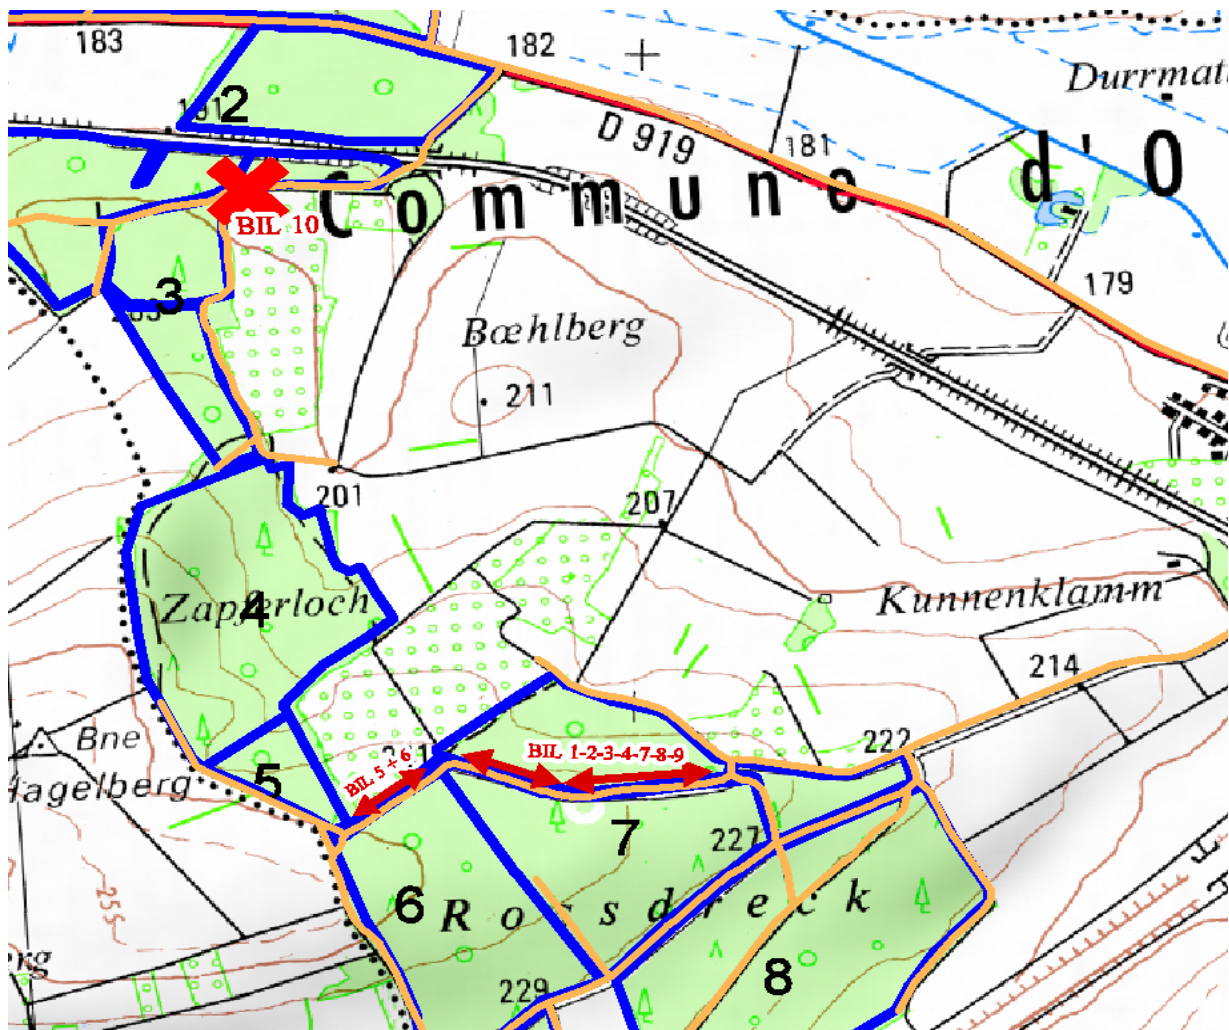 183
182
Durrmat
2
D 919
181
d' O
Commune
BIL 10
179
3
Bœhlberg
211
201
207
Zapferloch
4
Kunnenklamm
214
Bne
Hagelberg
5
BIL 5 + 6
BIL 1-2-3-4-7-8-9
222
7
227
6
Rossdreck
8
255
229
rg